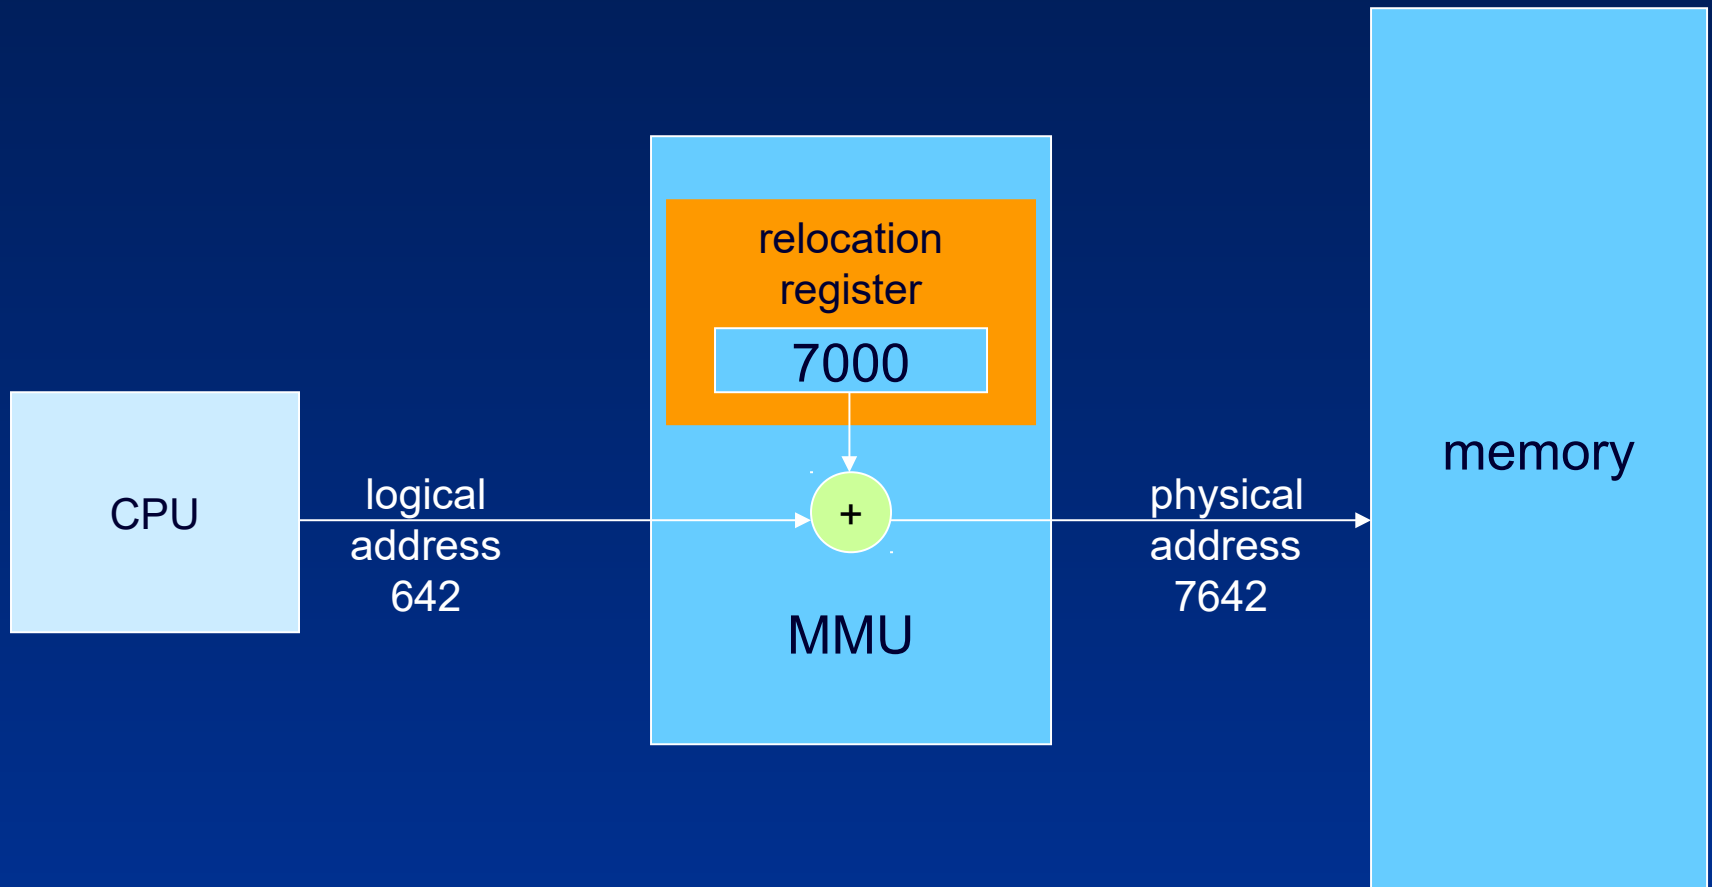 relocation
register
7000
CPU
logical
address
642
+
MMU
physical
address
7642
memory